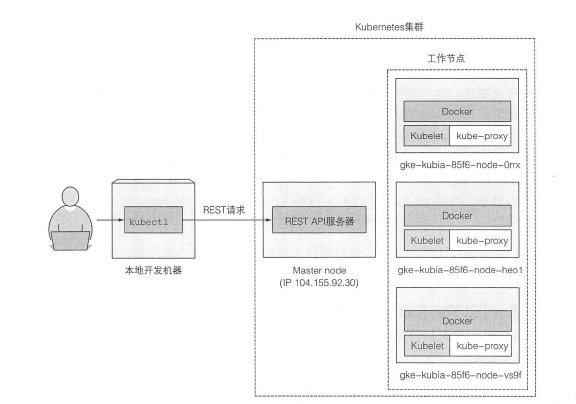 Kubernetes集群
工作节点
Docker
Kubelet
kube-proxy
gke-kubia-85f6-node-0rrx
kubectl
REST请求
REST API服务器
Docker
Kubelet
kube-proxy
gke-kubia-85f6-node-heo1
本地开发机器
Master node
(IP 104.155.92.30)
Docker
Kubelet
kube-proxy
gke-kubia-85f6-node-vs9f